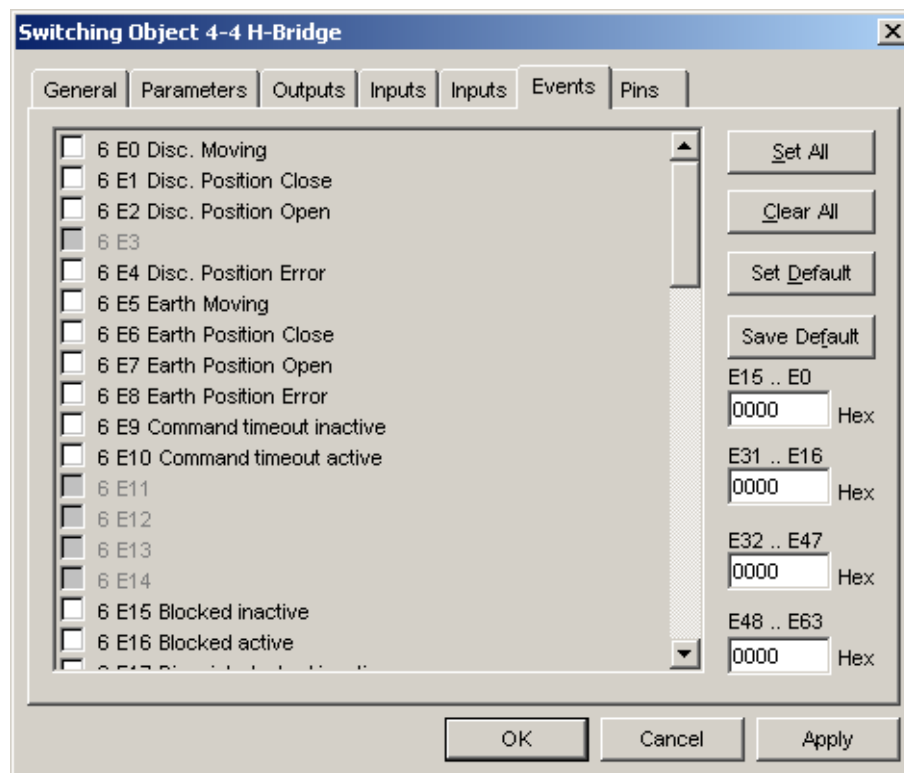 Switching Object 4-4 H-Bridge
General Parameters Outputs Inputs Inputs Events Pins
6 E0 Disc. Moving
6 E1 Disc. Position Close
6 E2 Disc. Position Open
6 E3
6 E4 Disc. Position Error
6 E5 Earth Moving
6 E6 Earth Position Close
6 E7 Earth Position Open
6 E8 Earth Position Error
6 E9 Command timeout inactive
6 E10 Command timeout active
6 E11
6 E12
6 E13
6 E14
6 E15 Blocked inactive
6 E16 Blocked active
Set All
Clear All
Set Default
Save Default
E15 .. E0
0000 Hex
E31 .. E16
0000 Hex
E32 .. E47
0000 Hex
E48 .. E63
0000 Hex
OK Cancel Apply